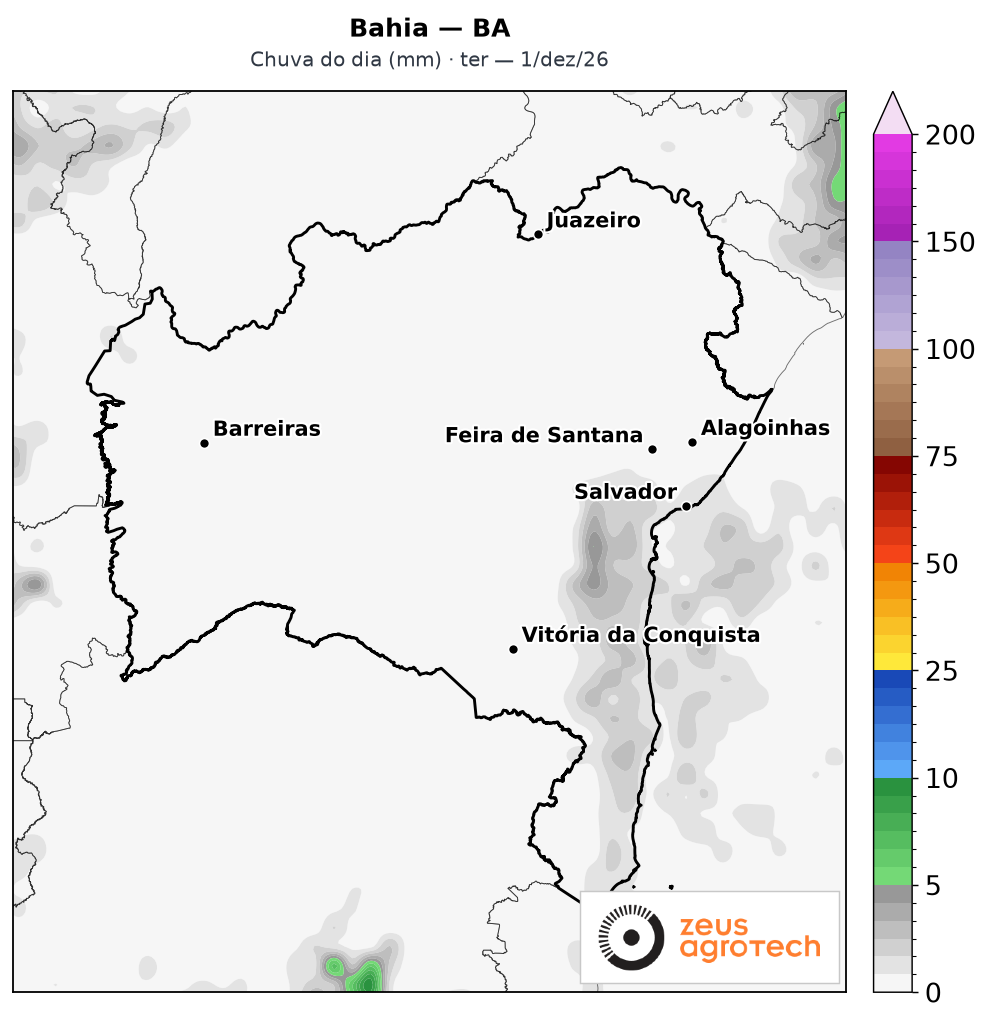 Bahia — BA
Chuva do dia (mm) · ter — 1/dez/26
Juazeiro
Barreiras
Feira de Santana
Alagoinhas
Salvador
Vitória da Conquista
200
150
100
75
50
25
10
5
0
zeus
agrotech